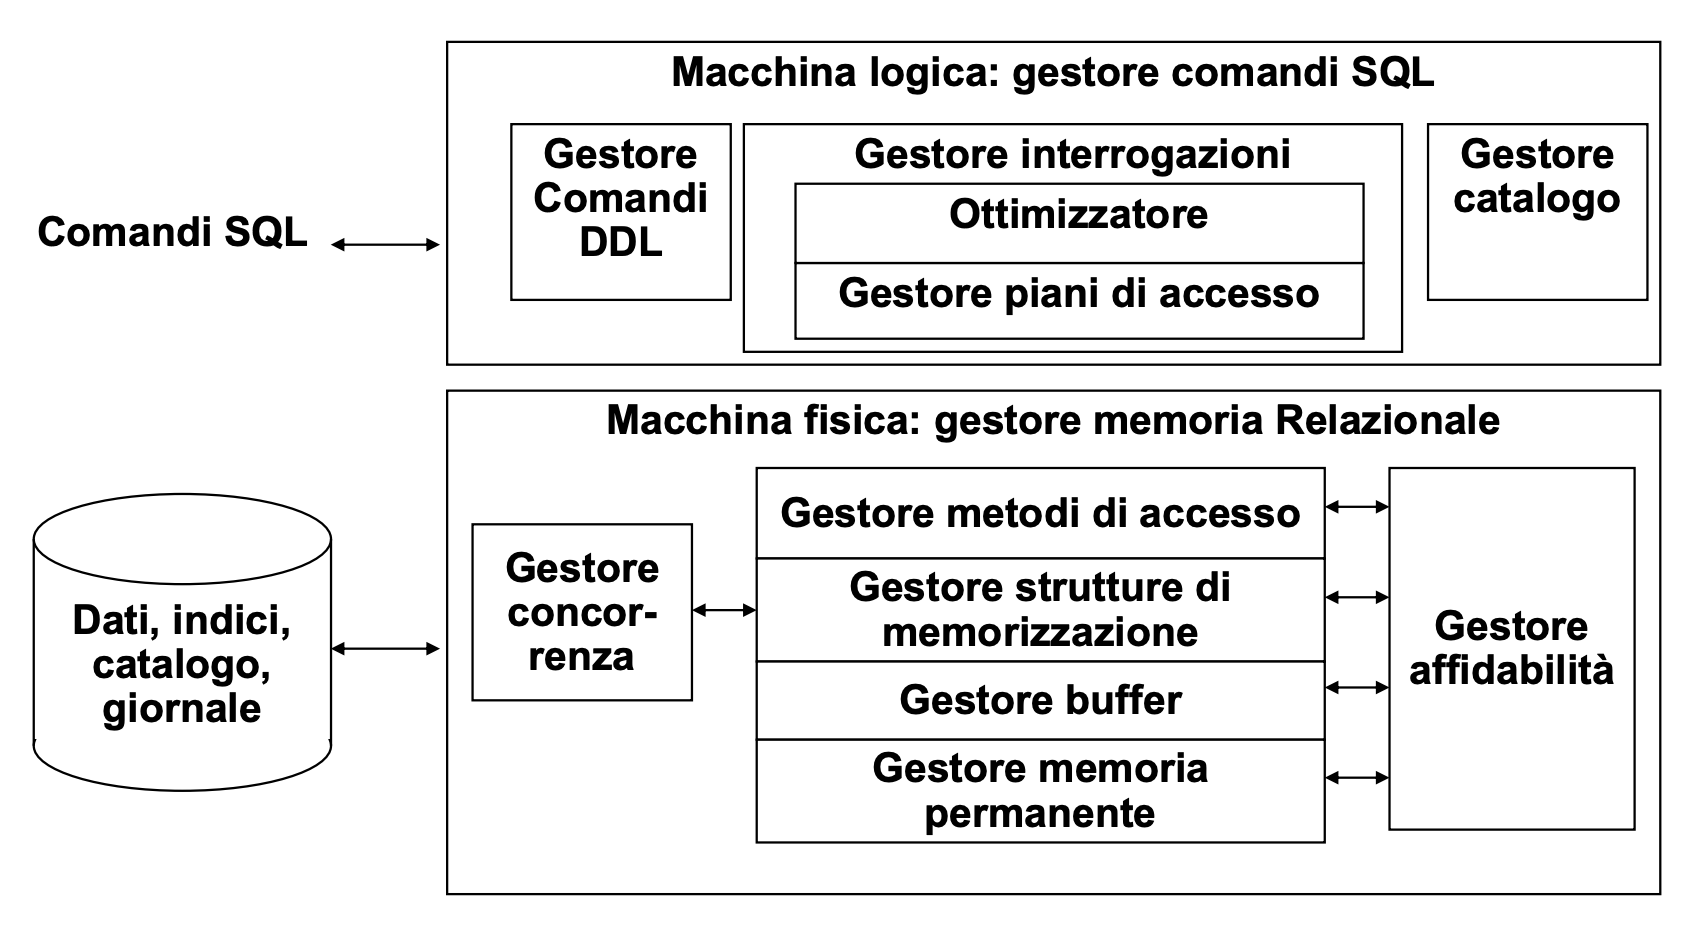 Macchina logica: gestore comandi SQL
Gestore
Comandi
DDL
Gestore interrogazioni
Ottimizzatore
Gestore piani di accesso
Gestore
catalogo
Comandi SQL
Macchina fisica: gestore memoria Relazionale
Dati, indici,
catalogo,
giornale
Gestore
concor-
renza
Gestore metodi di accesso
Gestore strutture di
memorizzazione
Gestore buffer
Gestore memoria
permanente
Gestore
affidabilità